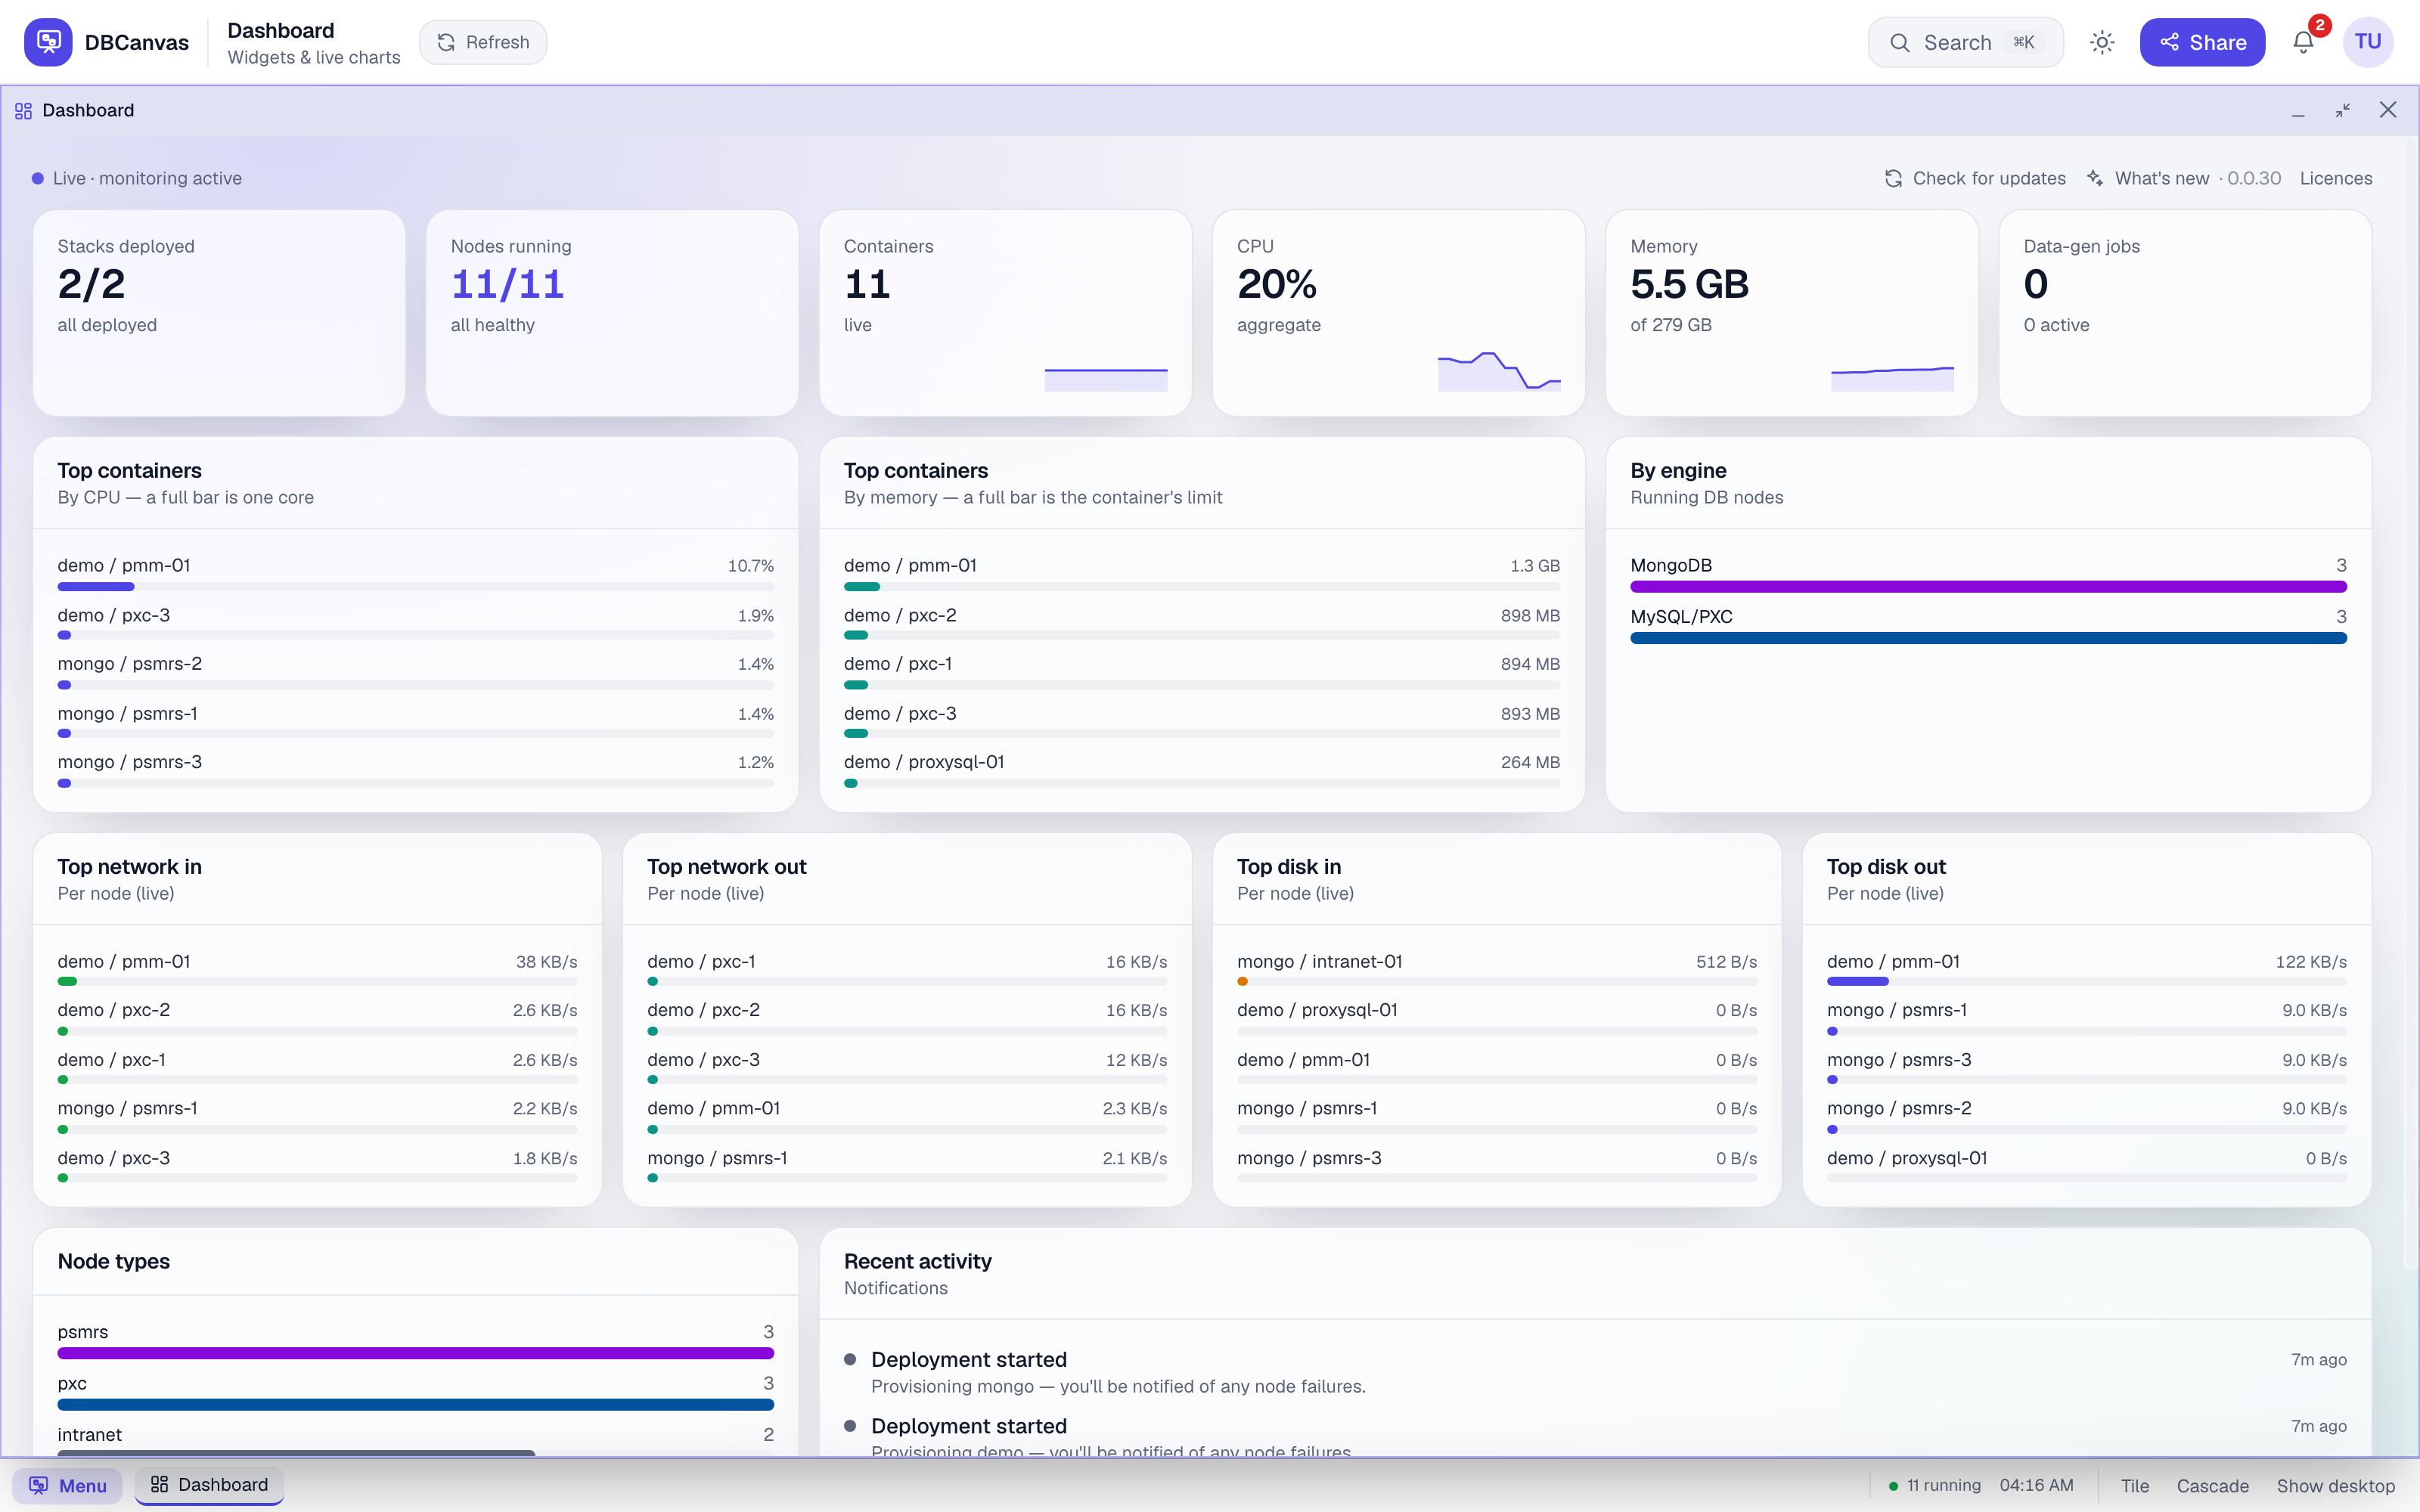 DBCanvas
Dashboard
Widgets & live charts
Refresh
Search ⌘K
Share
2
TU
Dashboard
Live · monitoring active
Check for updates
What's new · 0.0.30
Licences
Stacks deployed
2/2
all deployed
Nodes running
11/11
all healthy
Containers
11
live
CPU
20%
aggregate
Memory
5.5 GB
of 279 GB
Data-gen jobs
0
0 active
Top containers
By CPU — a full bar is one core
demo / pmm-01 10.7%
demo / pxc-3 1.9%
mongo / psmrs-2 1.4%
mongo / psmrs-1 1.4%
mongo / psmrs-3 1.2%
Top containers
By memory — a full bar is the container's limit
demo / pmm-01 1.3 GB
demo / pxc-2 898 MB
demo / pxc-1 894 MB
demo / pxc-3 893 MB
demo / proxysql-01 264 MB
By engine
Running DB nodes
MongoDB 3
MySQL/PXC 3
Top network in
Per node (live)
demo / pmm-01 38 KB/s
demo / pxc-2 2.6 KB/s
demo / pxc-1 2.6 KB/s
mongo / psmrs-1 2.2 KB/s
demo / pxc-3 1.8 KB/s
Top network out
Per node (live)
demo / pxc-1 16 KB/s
demo / pxc-2 16 KB/s
demo / pxc-3 12 KB/s
demo / pmm-01 2.3 KB/s
mongo / psmrs-1 2.1 KB/s
Top disk in
Per node (live)
mongo / intranet-01 512 B/s
demo / proxysql-01 0 B/s
demo / pmm-01 0 B/s
mongo / psmrs-1 0 B/s
mongo / psmrs-3 0 B/s
Top disk out
Per node (live)
demo / pmm-01 122 KB/s
mongo / psmrs-1 9.0 KB/s
mongo / psmrs-3 9.0 KB/s
mongo / psmrs-2 9.0 KB/s
demo / proxysql-01 0 B/s
Node types
psmrs 3
pxc 3
intranet 2
Recent activity
Notifications
Deployment started 7m ago
Provisioning mongo — you'll be notified of any node failures.
Deployment started 7m ago
Provisioning demo — you'll be notified of any node failures.
Menu
Dashboard
11 running
04:16 AM
Tile
Cascade
Show desktop